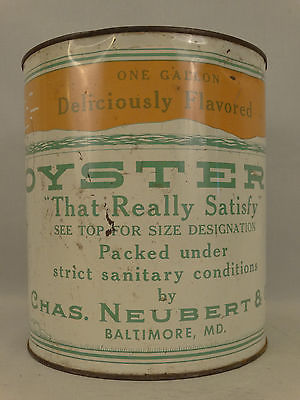 ONE GALLON
Deliciously Flavored
OYSTER
"That Really Satisfy"
SEE TOP FOR SIZE DESIGNATION
Packed under
strict sanitary conditions
by
CHAS. NEUBERT &
BALTIMORE, MD.